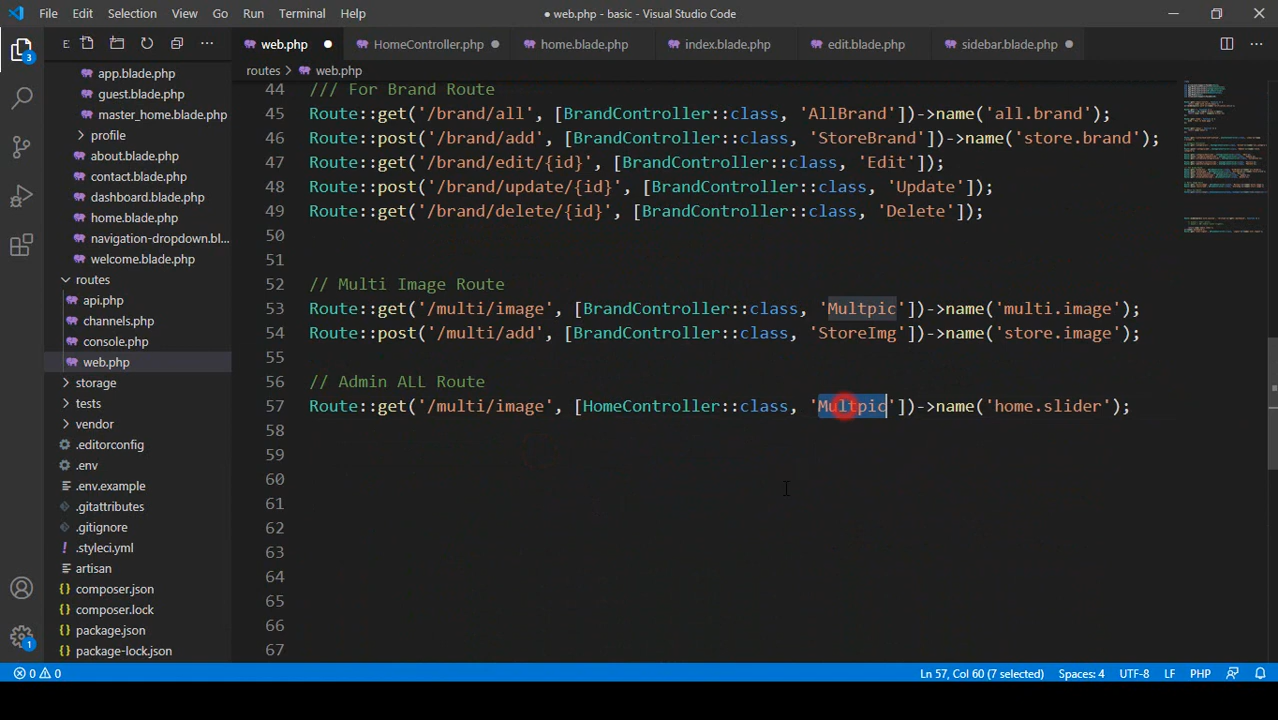 File Edit Selection View Go Run Terminal Help
● web.php - basic - Visual Studio Code
E
web.php
HomeController.php
home.blade.php
index.blade.php
edit.blade.php
sidebar.blade.php
routes > web.php
3
app.blade.php
guest.blade.php
master_home.blade.php
profile
about.blade.php
contact.blade.php
dashboard.blade.php
home.blade.php
navigation-dropdown.bl...
welcome.blade.php
routes
api.php
channels.php
console.php
web.php
storage
tests
vendor
.editorconfig
.env
.env.example
.gitattributes
.gitignore
.styleci.yml
artisan
composer.json
composer.lock
package.json
package-lock.json
1
44 /// For Brand Route
45 Route::get('/brand/all', [BrandController::class, 'AllBrand'])->name('all.brand');
46 Route::post('/brand/add', [BrandController::class, 'StoreBrand'])->name('store.brand');
47 Route::get('/brand/edit/{id}', [BrandController::class, 'Edit']);
48 Route::post('/brand/update/{id}', [BrandController::class, 'Update']);
49 Route::get('/brand/delete/{id}', [BrandController::class, 'Delete']);
50
51
52 // Multi Image Route
53 Route::get('/multi/image', [BrandController::class, 'Multpic'])->name('multi.image');
54 Route::post('/multi/add', [BrandController::class, 'StoreImg'])->name('store.image');
55
56 // Admin ALL Route
57 Route::get('/multi/image', [HomeController::class, 'Multpic'])->name('home.slider');
58
59
60
61
62
63
64
65
66
67
0 0
Ln 57, Col 60 (7 selected) Spaces: 4 UTF-8 LF PHP